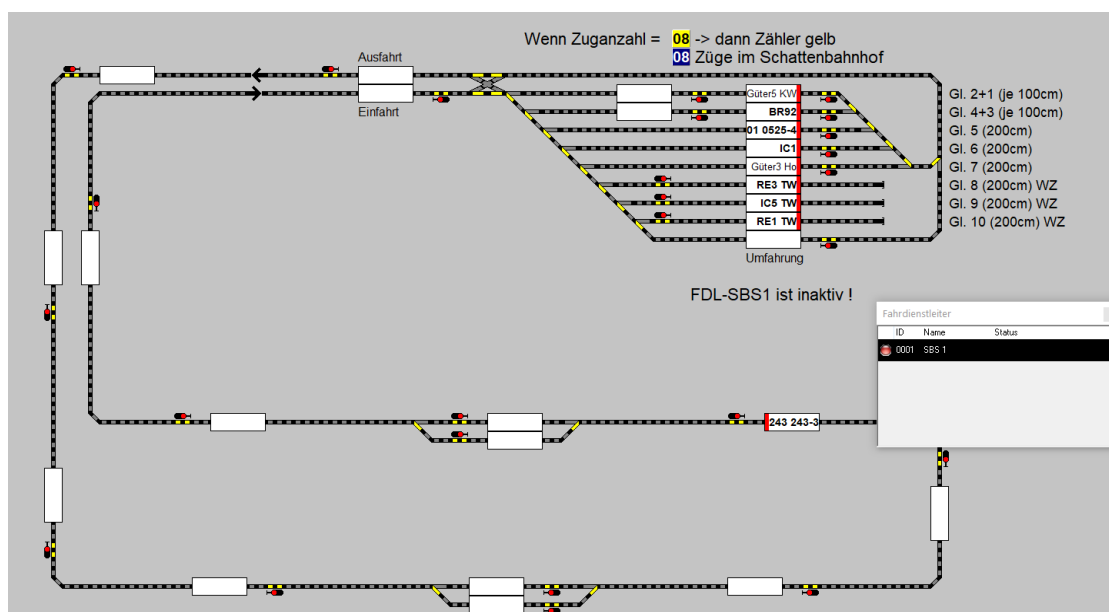 Wenn Zuganzahl = 08 -> dann Zähler gelb
08 Züge im Schattenbahnhof
Ausfahrt
Einfahrt
Güter5 KW
Gl. 2+1 (je 100cm)
BR92
Gl. 4+3 (je 100cm)
01 0525-4
Gl. 5 (200cm)
IC1
Gl. 6 (200cm)
Güter3 Ho
Gl. 7 (200cm)
RE3 TW
Gl. 8 (200cm) WZ
IC5 TW
Gl. 9 (200cm) WZ
RE1 TW
Gl. 10 (200cm) WZ
Umfahrung
FDL-SBS1 ist inaktiv !
Fahrdienstleiter
ID Name Status
0001 SBS 1
243 243-3